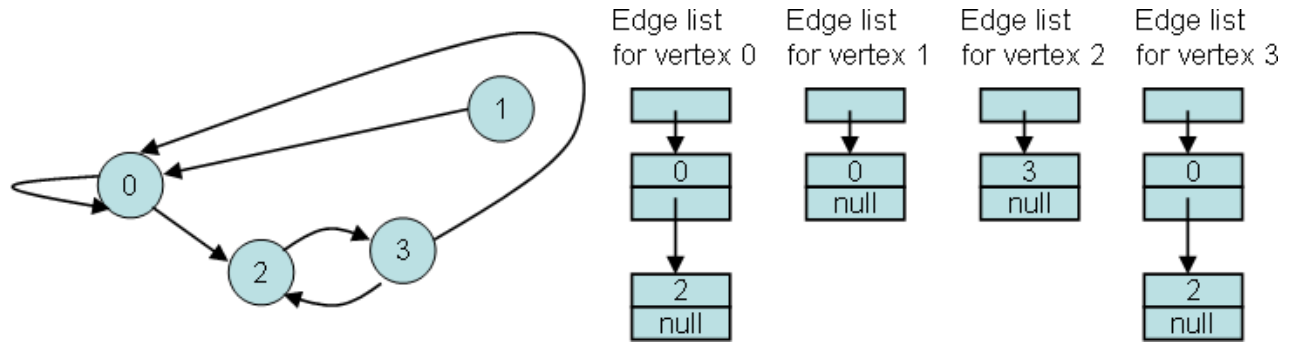 0
1
2
3
Edge list
for vertex 0
0
2
null
Edge list
for vertex 1
0
null
Edge list
for vertex 2
3
null
Edge list
for vertex 3
0
2
null